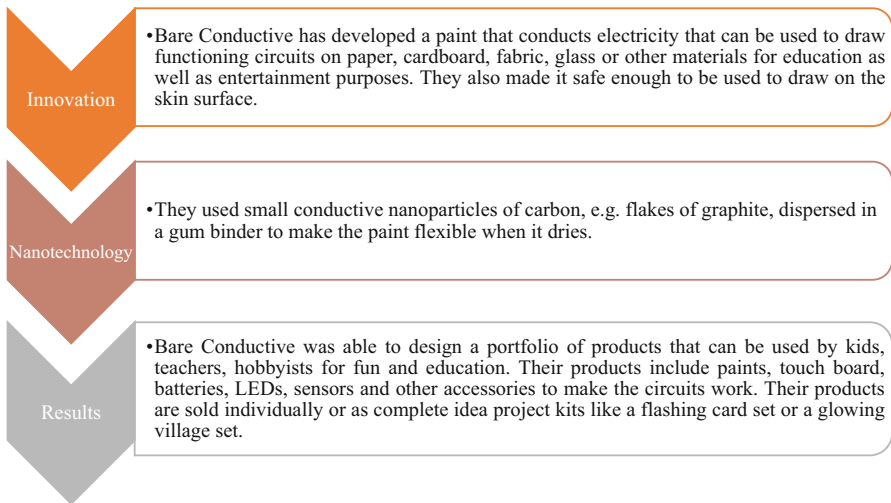 Innovation
•Bare Conductive has developed a paint that conducts electricity that can be used to draw
functioning circuits on paper, cardboard, fabric, glass or other materials for education as
well as entertainment purposes. They also made it safe enough to be used to draw on the
skin surface.
Nanotechnology
•They used small conductive nanoparticles of carbon, e.g. flakes of graphite, dispersed in
a gum binder to make the paint flexible when it dries.
Results
•Bare Conductive was able to design a portfolio of products that can be used by kids,
teachers, hobbyists for fun and education. Their products include paints, touch board,
batteries, LEDs, sensors and other accessories to make the circuits work. Their products
are sold individually or as complete idea project kits like a flashing card set or a glowing
village set.